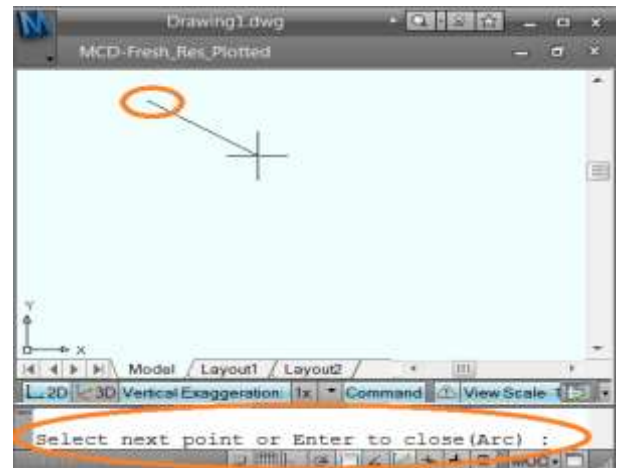 Drawing1.dwg
MCD-Fresh_Res_Plotted
Y
X
Model / Layout1 / Layout2 /
2D 3D Vertical Exaggeration: 1x Command View Scale
Select next point or Enter to close(Arc) :